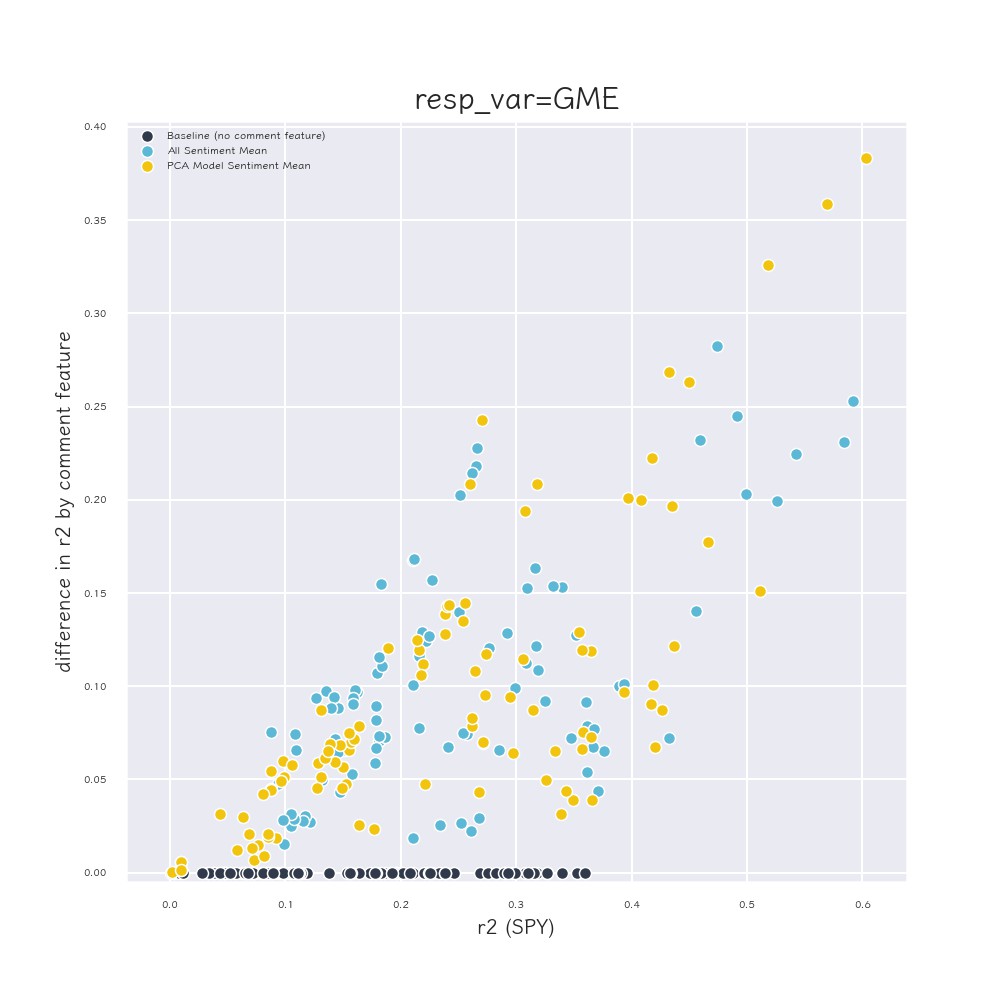 resp_var=GME
0.40
Baseline (no comment feature)
All Sentiment Mean
PCA Model Sentiment Mean
0.35
0.30
0.25
0.20
0.15
0.10
0.05
0.00
difference in r2 by comment feature
0.0 0.1 0.2 0.3 0.4 0.5 0.6
r2 (SPY)